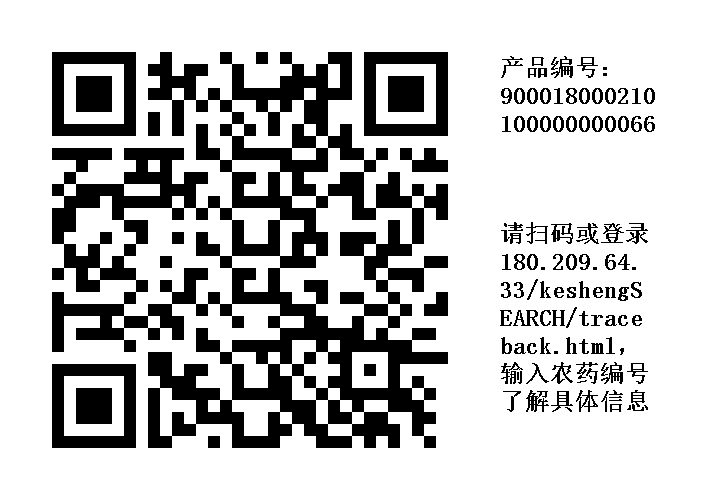 产品编号:
900018000210
100000000066
请扫码或登录
180.209.64.
33/keshengS
EARCH/trace
back.html,
输入农药编号
了解具体信息